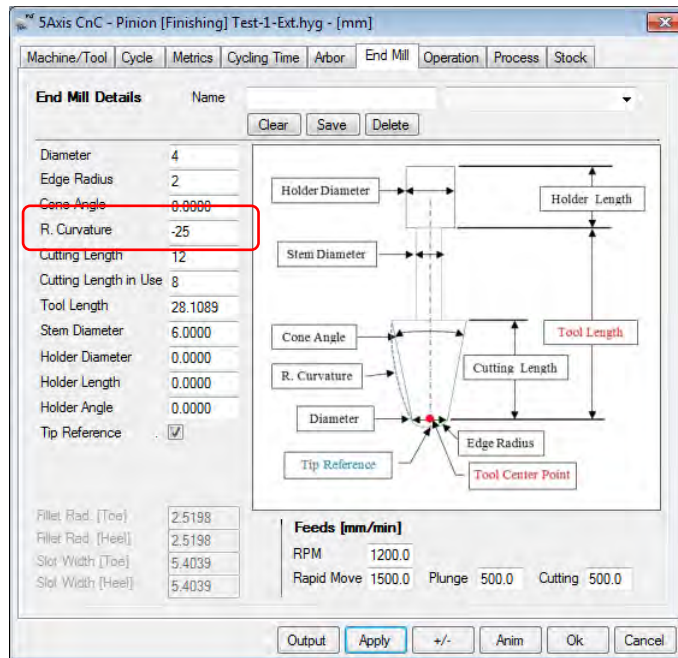 5Axis CnC - Pinion [Finishing] Test-1-Ext.hyg - [mm]
Machine/Tool Cycle Metrics Cycling Time Arbor End Mill Operation Process Stock
End Mill Details Name
Clear Save Delete
Diameter 4
Edge Radius 2
Cone Angle 0.0000
R. Curvature -25
Cutting Length 12
Cutting Length in Use 8
Tool Length 28.1089
Stem Diameter 6.0000
Holder Diameter 0.0000
Holder Length 0.0000
Holder Angle 0.0000
Tip Reference .
Holder Diameter
Holder Length
Stem Diameter
Cone Angle
Tool Length
R. Curvature
Cutting Length
Diameter
Edge Radius
Tip Reference
Tool Center Point
Fillet Rad. [Toe] 2.5198
Fillet Rad. [Heel] 2.5198
Slot Width [Toe] 5.4039
Slot Width [Heel] 5.4039
Feeds [mm/min]
RPM 1200.0
Rapid Move 1500.0 Plunge 500.0 Cutting 500.0
Output Apply +/- Anim Ok Cancel